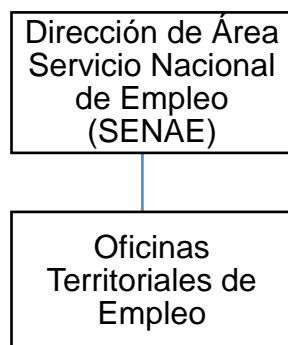 Dirección de Área
Servicio Nacional
de Empleo
(SENAE)
Oficinas
Territoriales de
Empleo